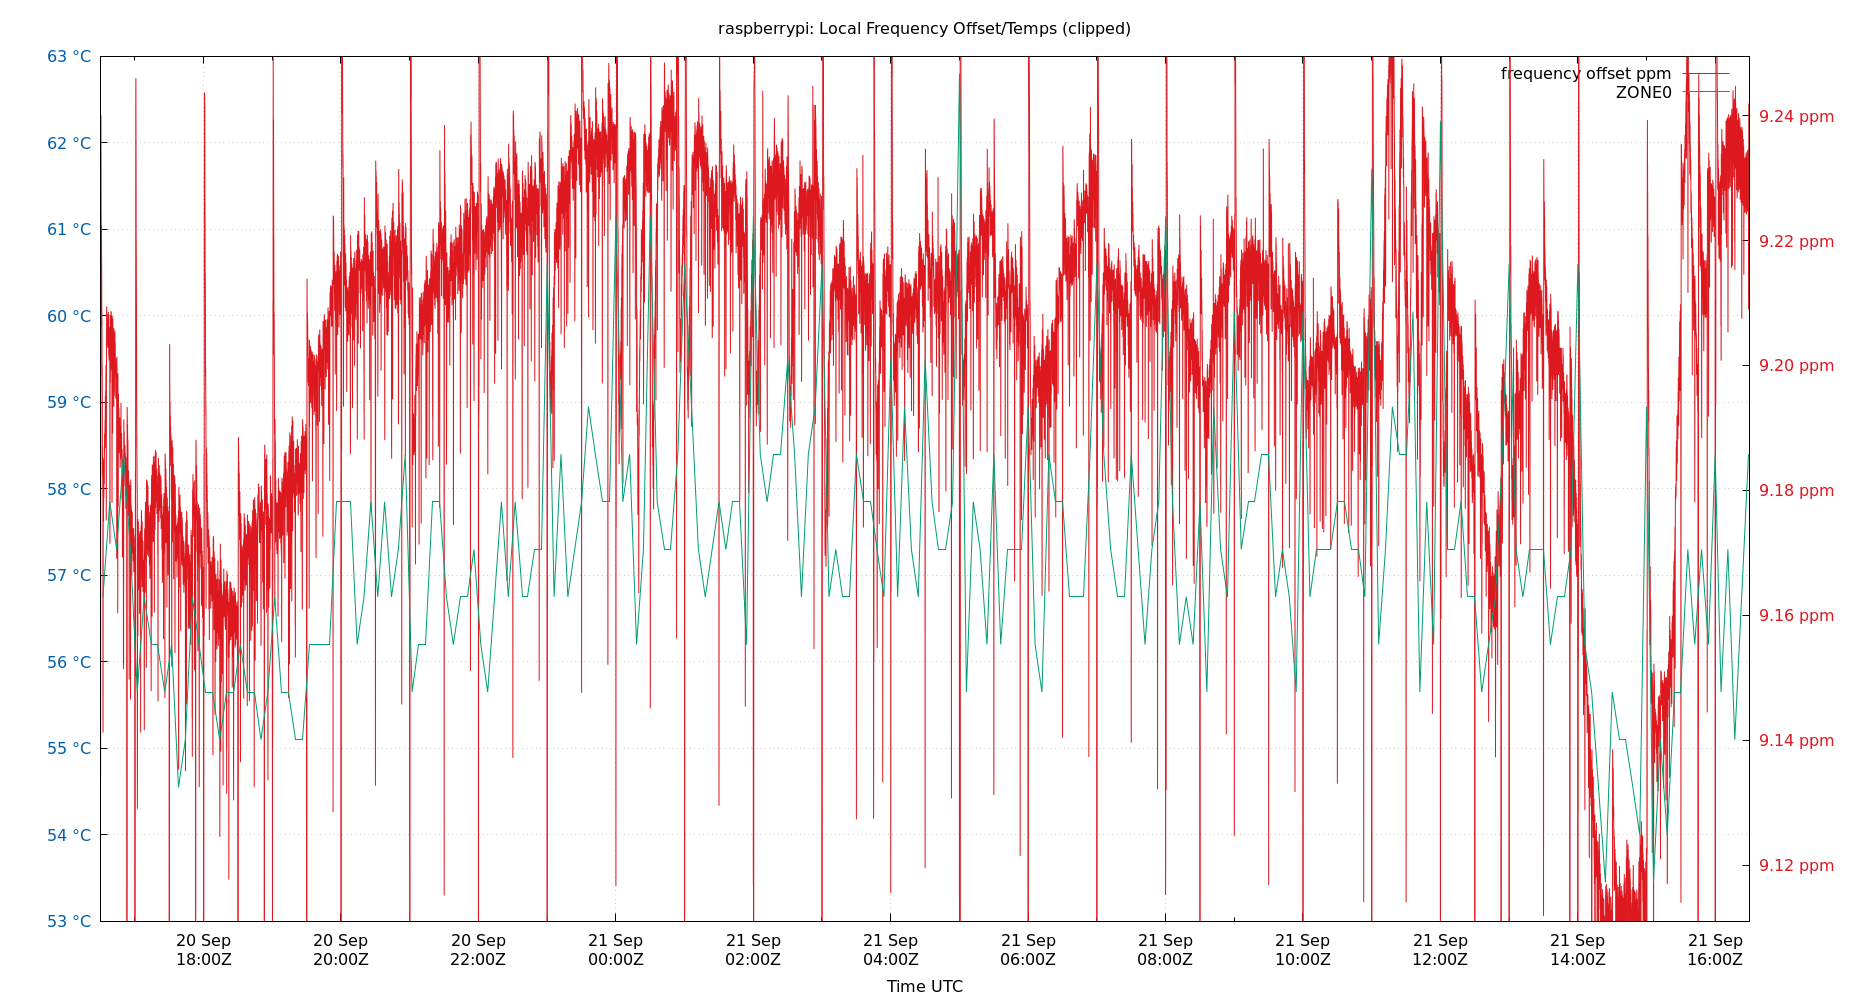 raspberrypi: Local Frequency Offset/Temps (clipped)
63 °C
62 °C
61 °C
60 °C
59 °C
58 °C
57 °C
56 °C
55 °C
54 °C
53 °C
frequency offset ppm
ZONE0
9.24 ppm
9.22 ppm
9.20 ppm
9.18 ppm
9.16 ppm
9.14 ppm
9.12 ppm
20 Sep 20 Sep 20 Sep 21 Sep 21 Sep 21 Sep 21 Sep 21 Sep 21 Sep 21 Sep 21 Sep 21 Sep
18:00Z 20:00Z 22:00Z 00:00Z 02:00Z 04:00Z 06:00Z 08:00Z 10:00Z 12:00Z 14:00Z 16:00Z
Time UTC